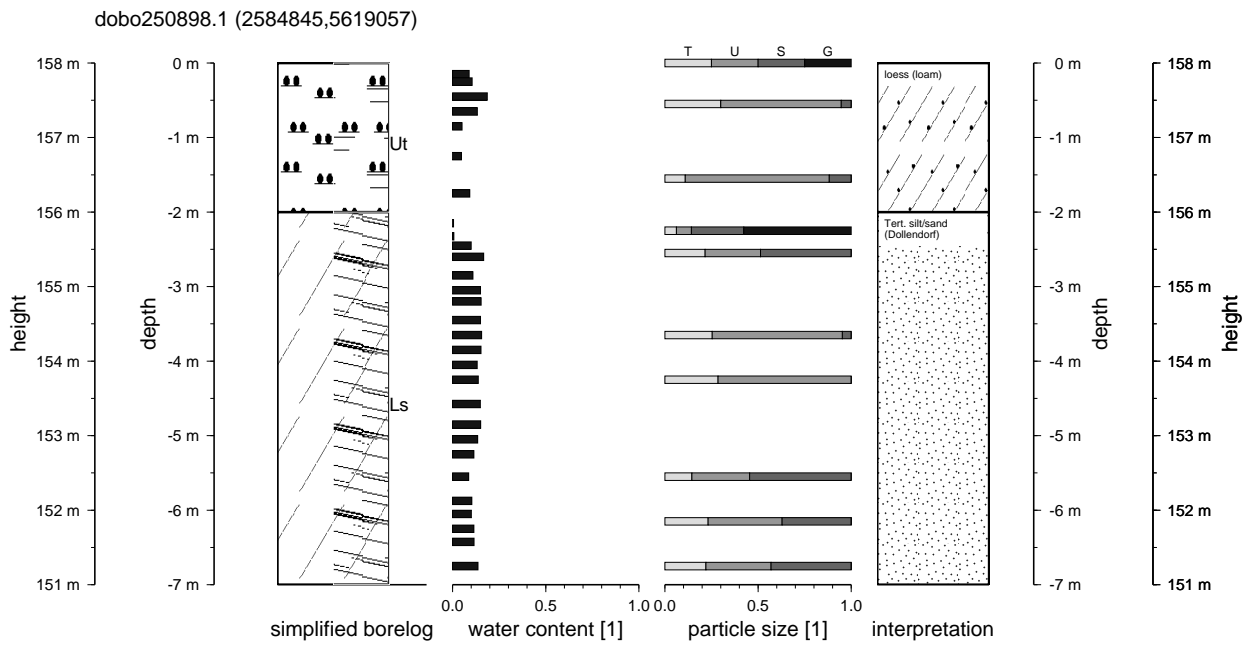 dobo250898.1 (2584845,5619057)
T U S G
158 m 0 m 0 m 158 m
loess (loam)
157 m -1 m -1 m 157 m
Ut
156 m -2 m -2 m 156 m
Tert. silt/sand
(Dollendorf)
155 m -3 m -3 m 155 m
height depth depth height
154 m -4 m -4 m 154 m
Ls
153 m -5 m -5 m 153 m
152 m -6 m -6 m 152 m
151 m -7 m -7 m 151 m
0.0 0.5 1.0 0.0 0.5 1.0
simplified borelog water content [1] particle size [1] interpretation